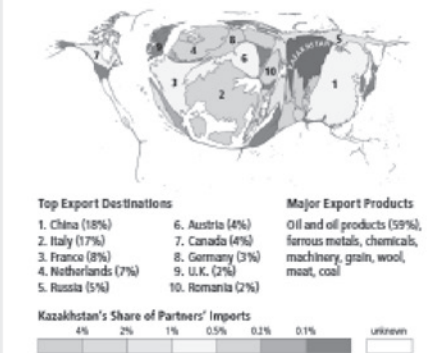 7
9
4
8
6
3
2
10
KAZAKHSTAN
5
1
Top Export Destinations
1. China (18%)
2. Italy (17%)
3. France (8%)
4. Netherlands (7%)
5. Russia (5%)
6. Austria (4%)
7. Canada (4%)
8. Germany (3%)
9. U.K. (2%)
10. Romania (2%)
Major Export Products
Oil and oil products (59%),
ferrous metals, chemicals,
machinery, grain, wool,
meat, coal
Kazakhstan's Share of Partners' Imports
4% 2% 1% 0.5% 0.2% 0.1% unknown